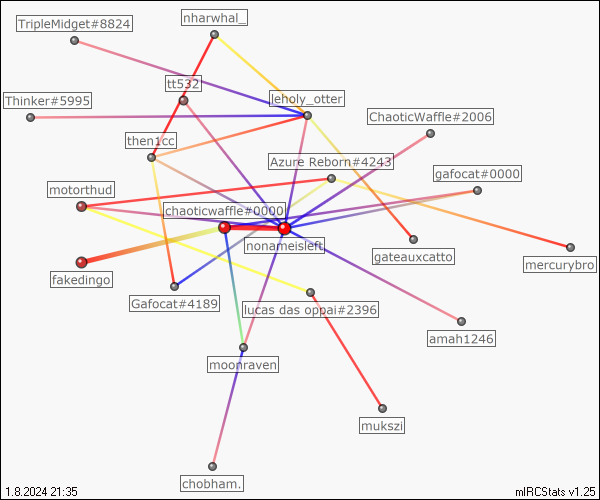 nharwhal_
TripleMidget#8824
tt532
Thinker#5995
leholy_otter
ChaoticWaffle#2006
then1cc
Azure Reborn#4243
gafocat#0000
motorthud
chaoticwaffle#0000
nonameisleft
gateauxcatto
mercurybro
fakedingo
Gafocat#4189
lucas das oppai#2396
amah1246
moonraven
mukszi
chobham.
1.8.2024 21:35
mIRCStats v1.25